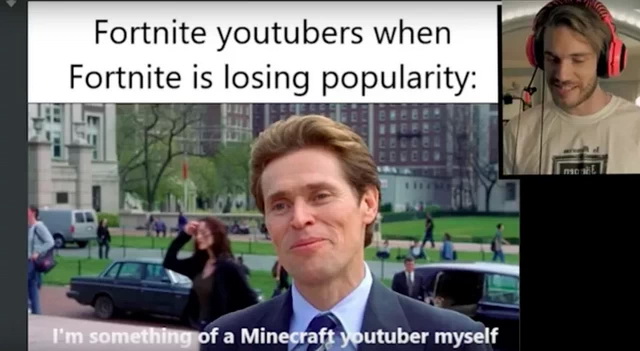 Fortnite youtubers when
Fortnite is losing popularity:
I'm something of a Minecraft youtuber myself